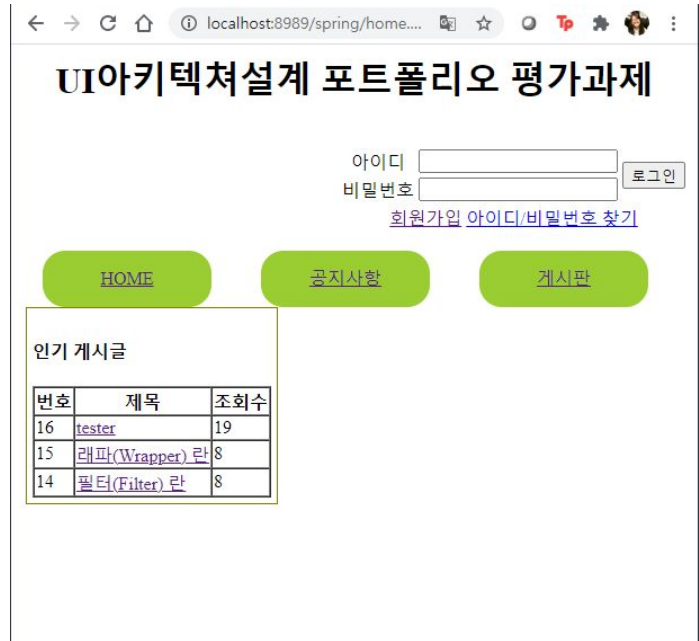 localhost:8989/spring/home....
UI아키텍쳐설계 포트폴리오 평가과제
아이디
로그인
비밀번호
회원가입 아이디/비밀번호 찾기
HOME 공지사항 게시판
인기 게시글
번호 제목 조회수
16 tester 19
15 래파(Wrapper) 란 8
14 필터(Filter) 란 8